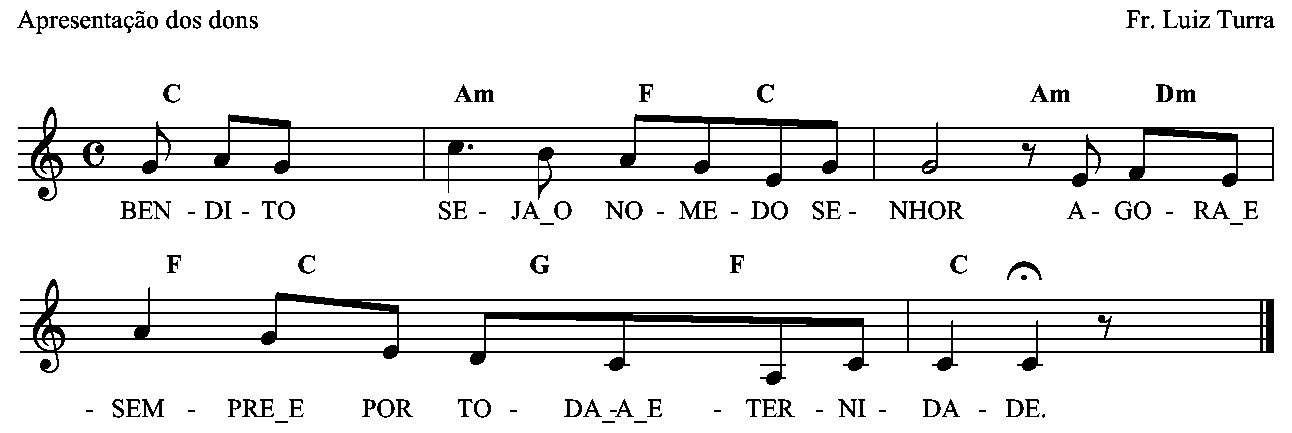 Apresentação dos dons Fr. Luiz Turra
C Am F C Am Dm
BEN - DI - TO SE - JA_O NO - ME - DO SE - NHOR A - GO - RA_E
F C G F C
- SEM - PRE_E POR TO - DA_A_E - TER - NI - DA - DE.